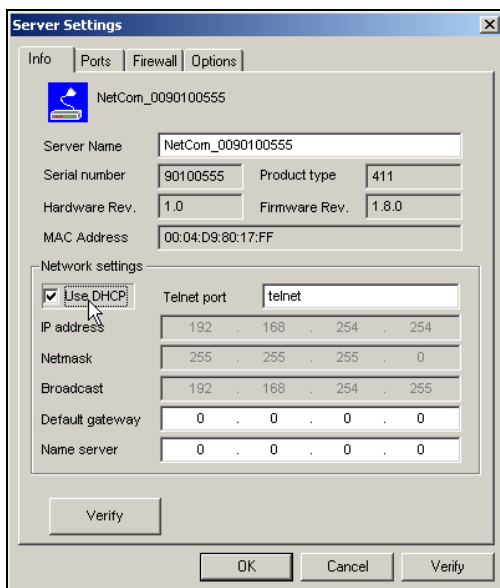 Server Settings
Info Ports Firewall Options
NetCom_0090100555
Server Name NetCom_0090100555
Serial number 90100555 Product type 411
Hardware Rev. 1.0 Firmware Rev. 1.8.0
MAC Address 00:04:D9:80:17:FF
Network settings
Use DHCP Telnet port telnet
IP address 192 . 168 . 254 . 254
Netmask 255 . 255 . 255 . 0
Broadcast 192 . 168 . 254 . 255
Default gateway 0 . 0 . 0 . 0
Name server 0 . 0 . 0 . 0
Verify
OK Cancel Verify